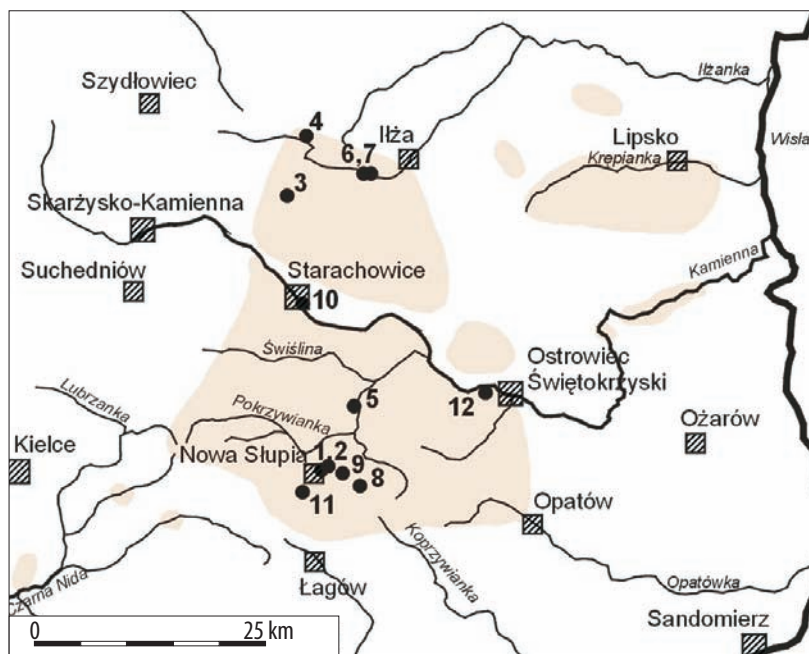 Szydłowiec
Iłżanka
4
Iłża
Lipsko
Wisła
6,7
Krępianka
3
Skarżysko-Kamienna
Kamienna
Suchedniów
Starachowice
10
Świślina
Ostrowiec
Świętokrzyski
Lubrzanka
5
12
Pokrzywianka
Ożarów
Kielce
Nowa Słupia
1,2
9
8
11
Opatów
Koprzywianka
Czarna Nida
Łagów
Opatówka
0
25 km
Sandomierz